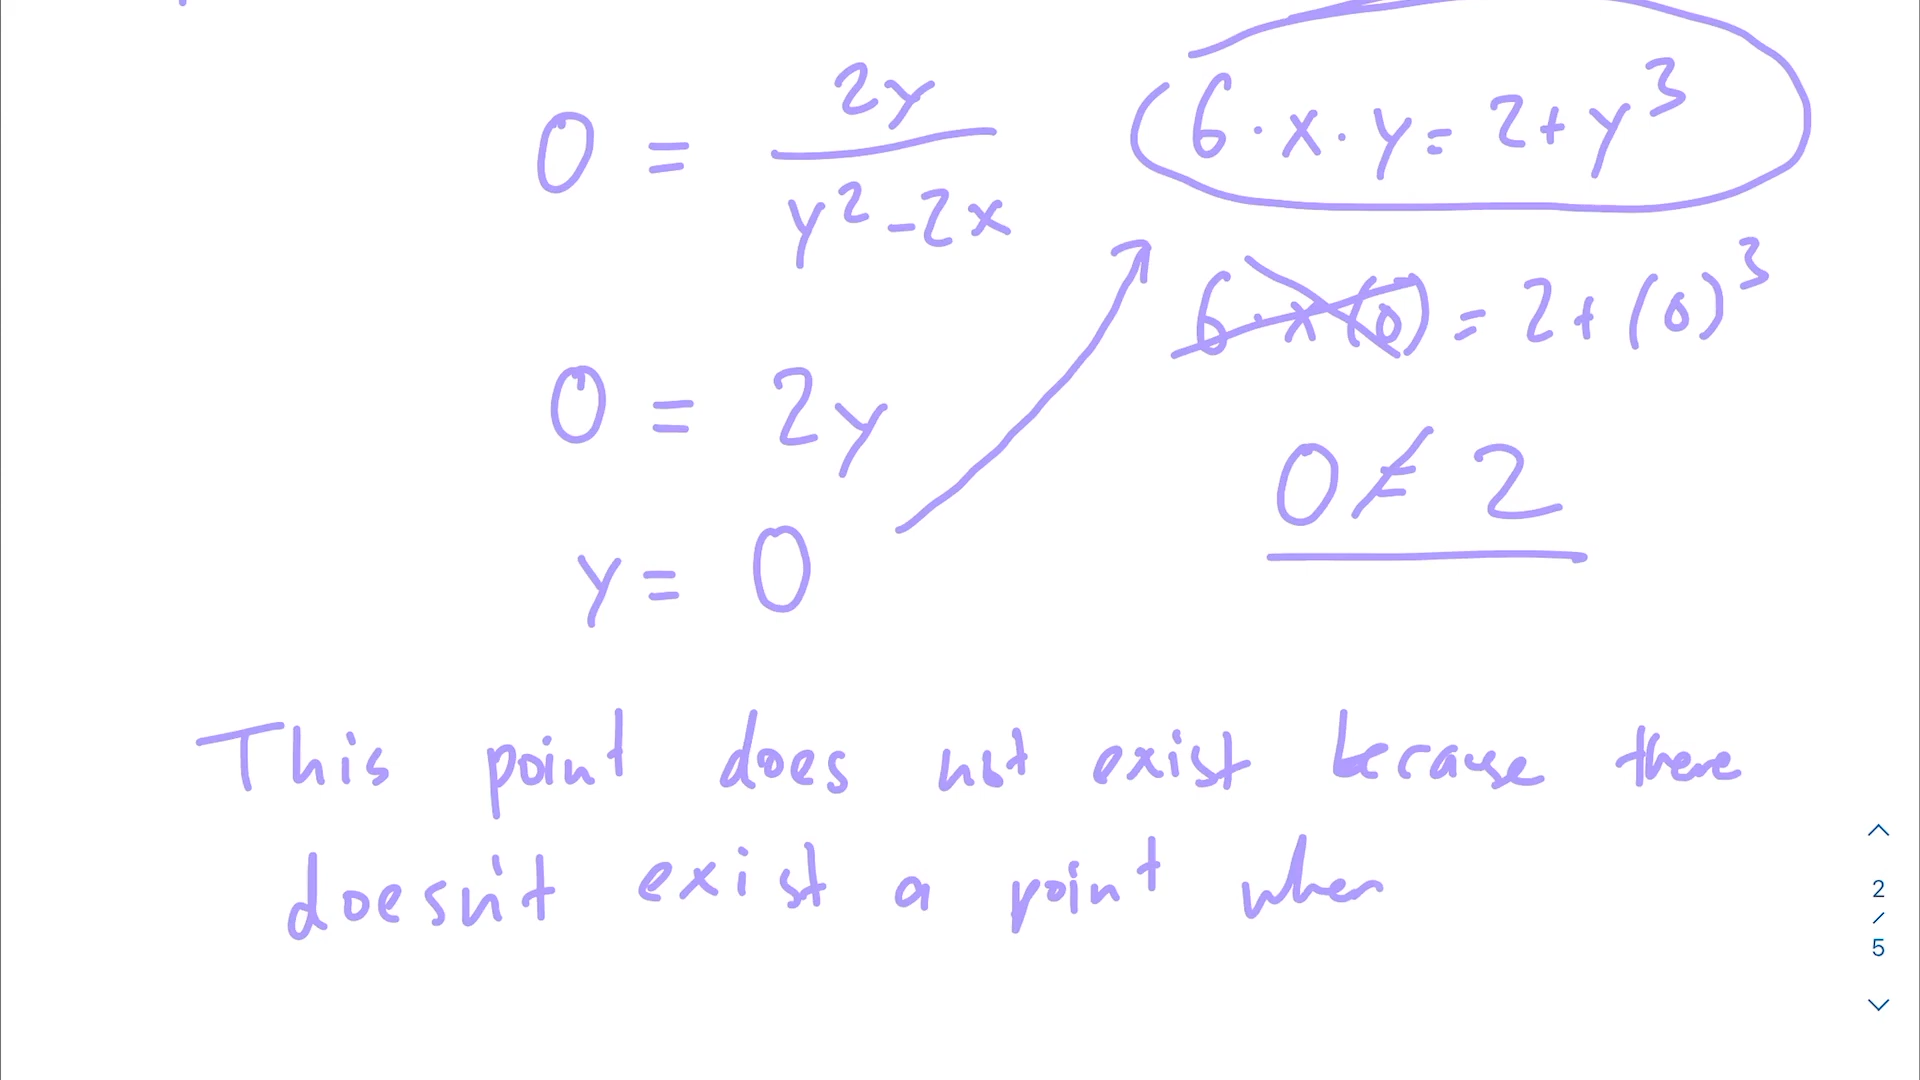 0 = 2y / y² - 2x
6 · x · y = 2 + y³
6 · x (0) = 2 + (0)³
0 = 2y
0 ≠ 2
y = 0
This point does not exist because there
doesn't exist a point when
2
/
5